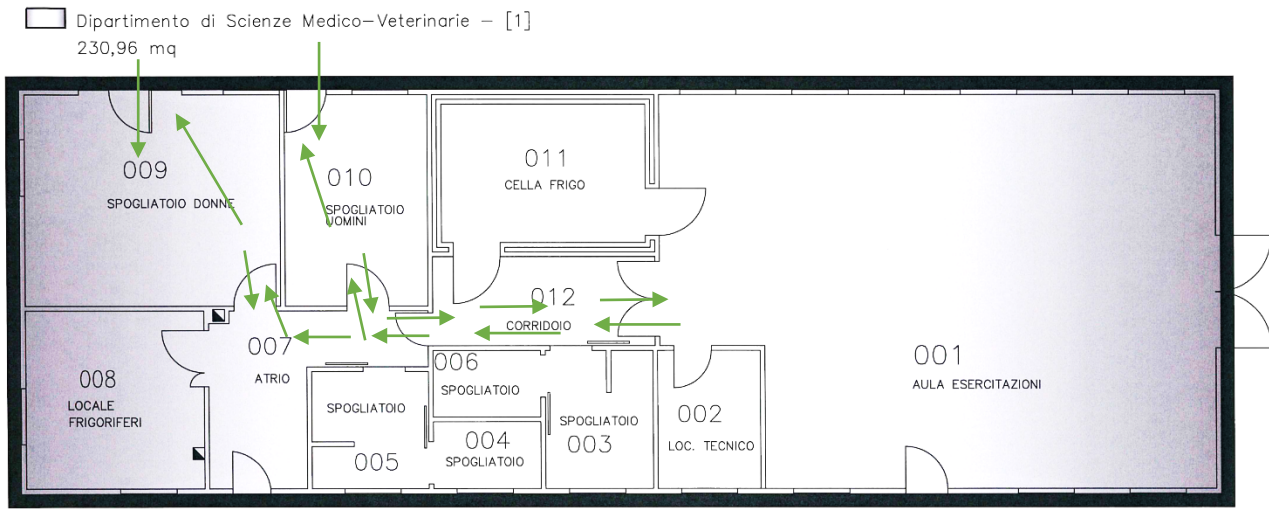 Dipartimento di Scienze Medico-Veterinarie - [1]
230,96 mq
009
SPOGLIATOIO DONNE
010
SPOGLIATOIO
UOMINI
011
CELLA FRIGO
012
CORRIDOIO
007
ATRIO
008
LOCALE
FRIGORIFERI
006
SPOGLIATOIO
SPOGLIATOIO
005
004
SPOGLIATOIO
SPOGLIATOIO
003
002
LOC. TECNICO
001
AULA ESERCITAZIONI